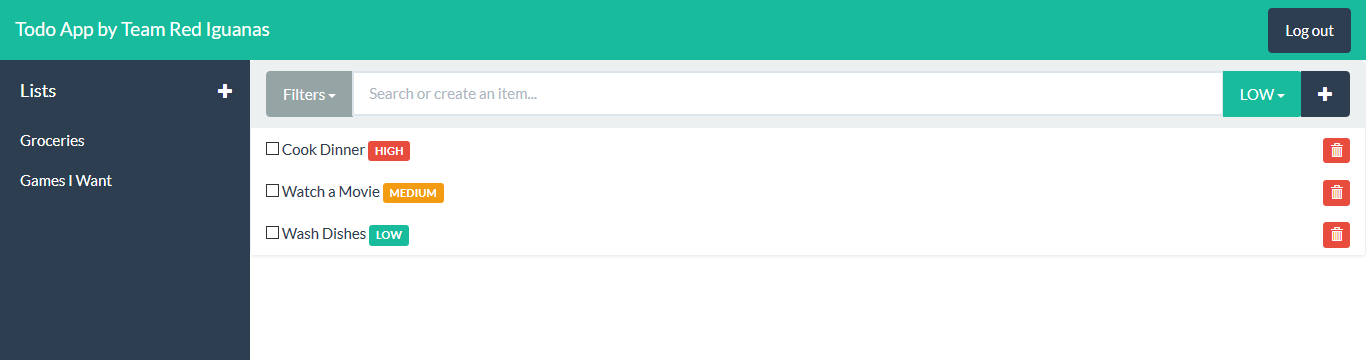 Todo App by Team Red Iguanas
Log out
Lists
Groceries
Games I Want
Filters Search or create an item... LOW
Cook Dinner HIGH
Watch a Movie MEDIUM
Wash Dishes LOW